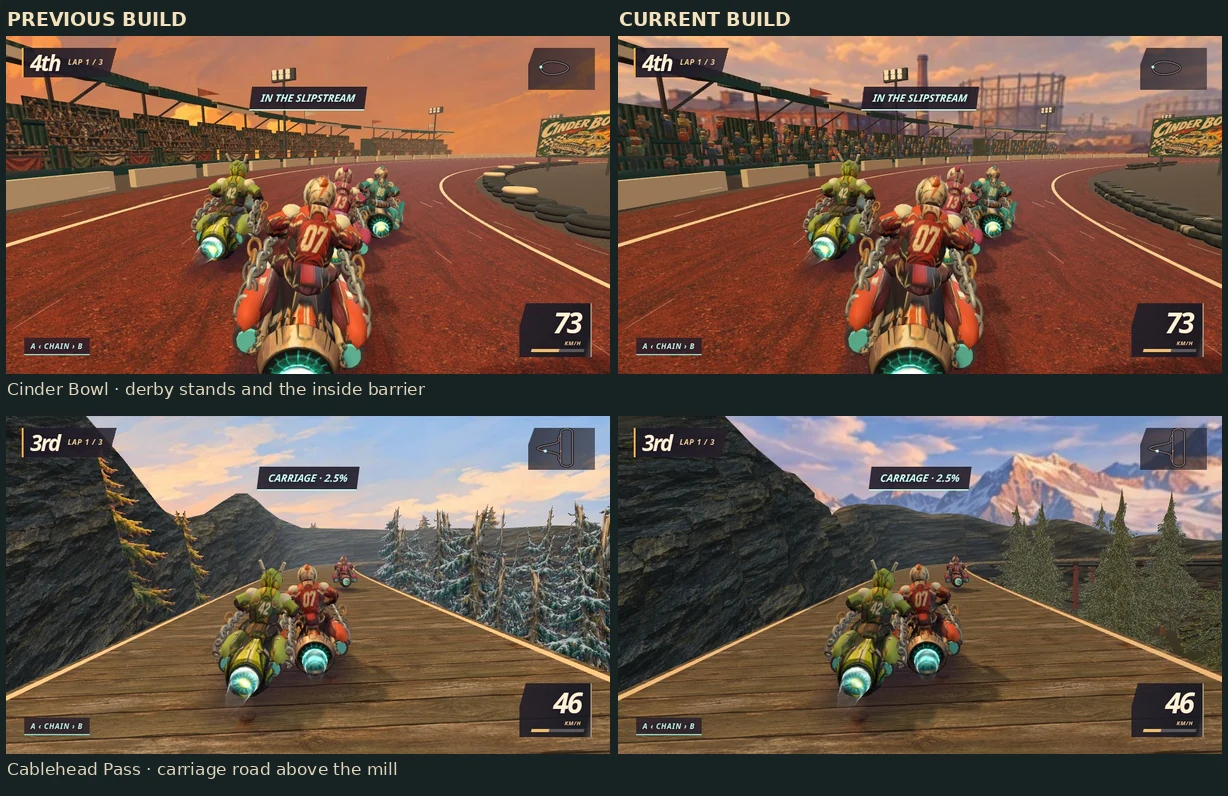 PREVIOUS BUILD
CURRENT BUILD
4th LAP 1 / 3
IN THE SLIPSTREAM
CINDER BO
42
13
07
73
KM/H
A ‹ CHAIN › B
4th LAP 1 / 3
IN THE SLIPSTREAM
CINDER BO
42
13
07
73
KM/H
A ‹ CHAIN › B
Cinder Bowl · derby stands and the inside barrier
3rd LAP 1 / 3
CARRIAGE · 2.5%
42
07
46
KM/H
A ‹ CHAIN › B
3rd LAP 1 / 3
CARRIAGE · 2.5%
42
07
46
KM/H
A ‹ CHAIN › B
Cablehead Pass · carriage road above the mill